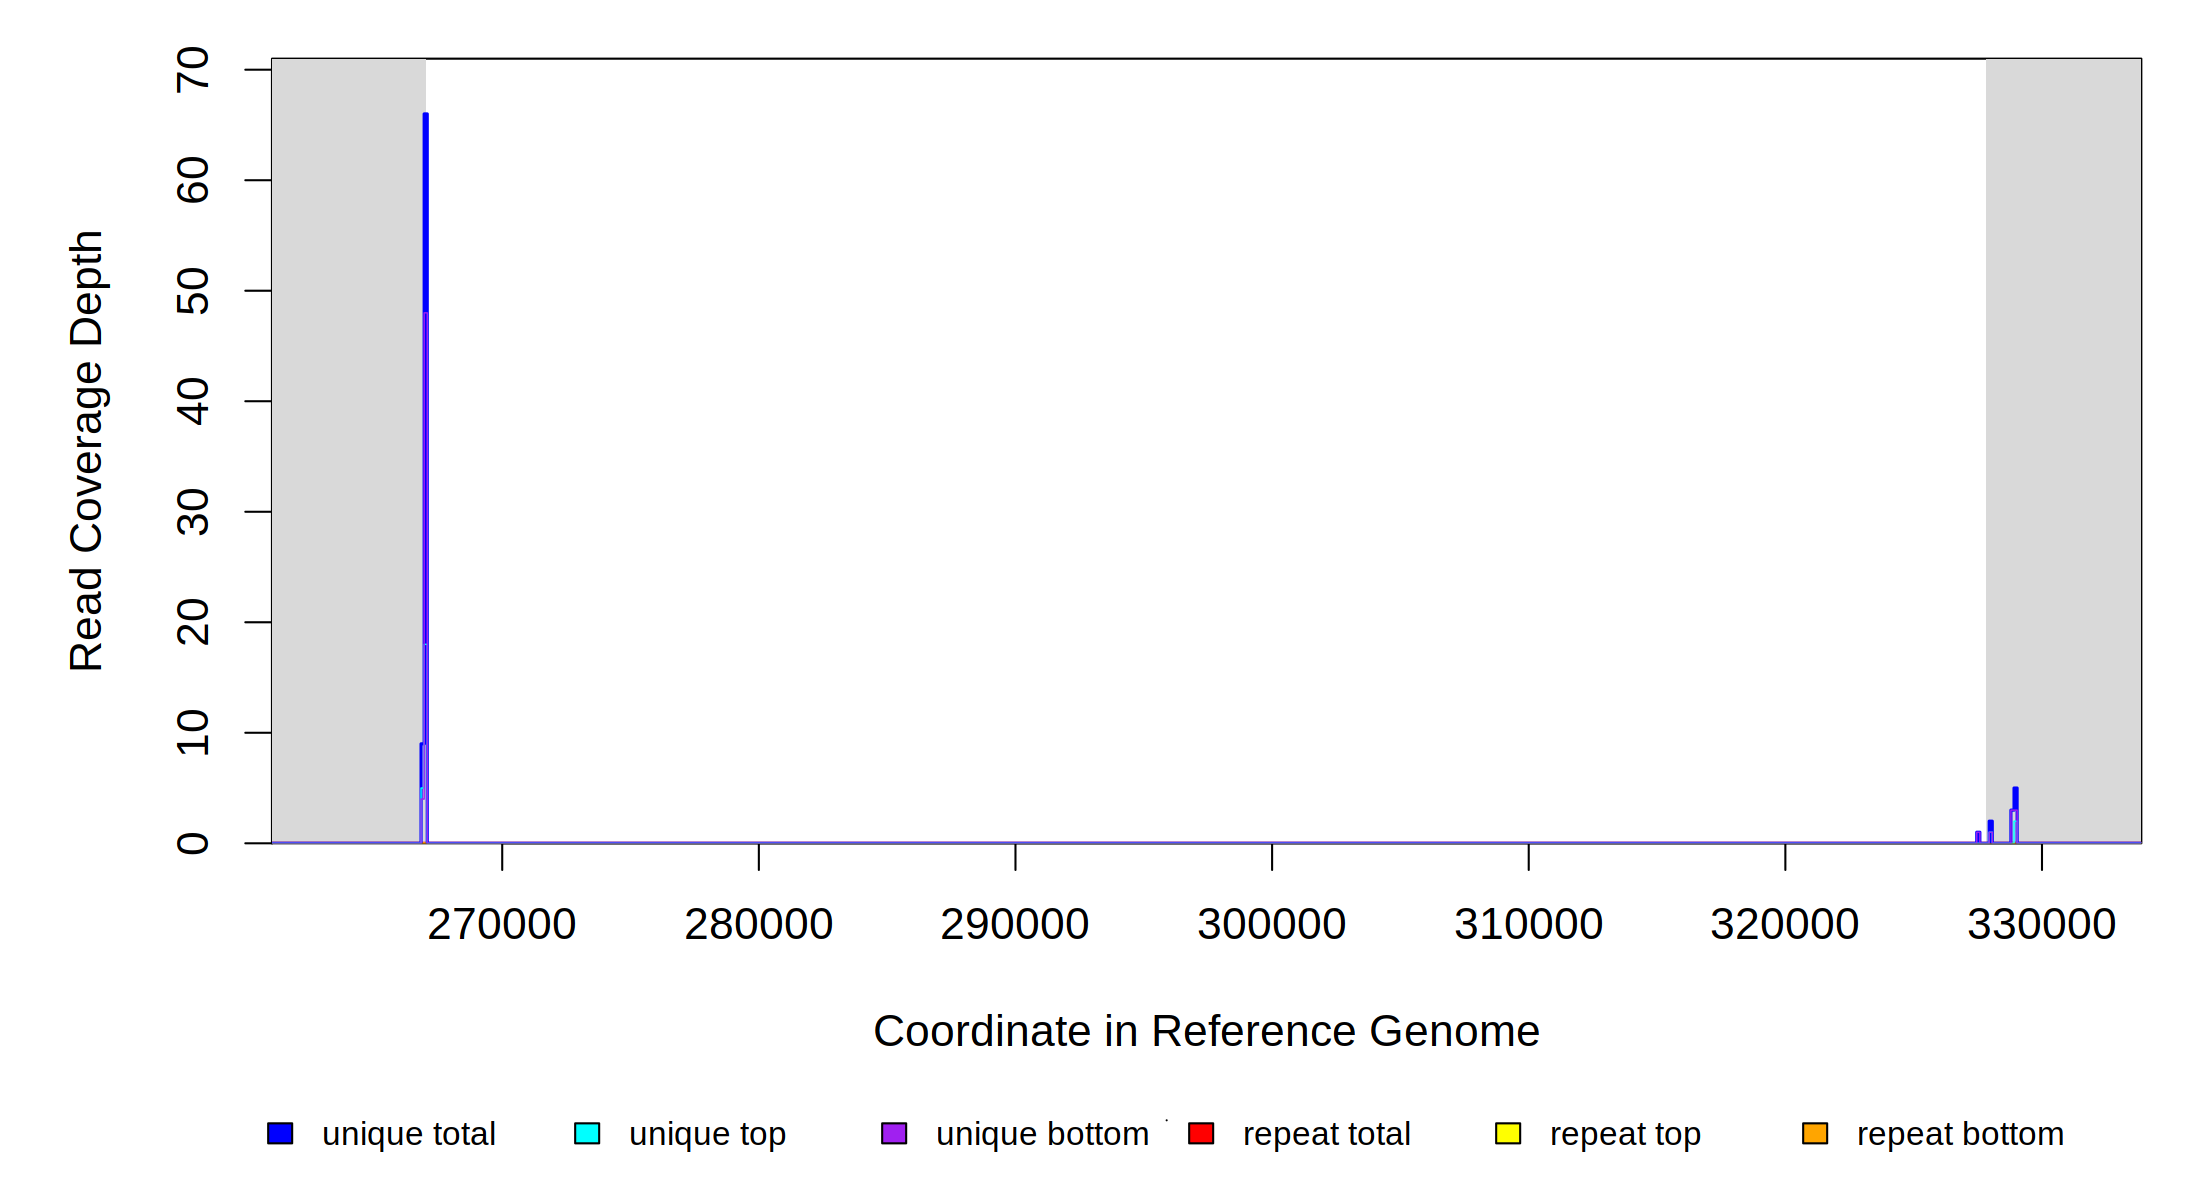 70
60
50
40
30
20
10
0
Read Coverage Depth
270000 280000 290000 300000 310000 320000 330000
Coordinate in Reference Genome
unique total unique top unique bottom repeat total repeat top repeat bottom